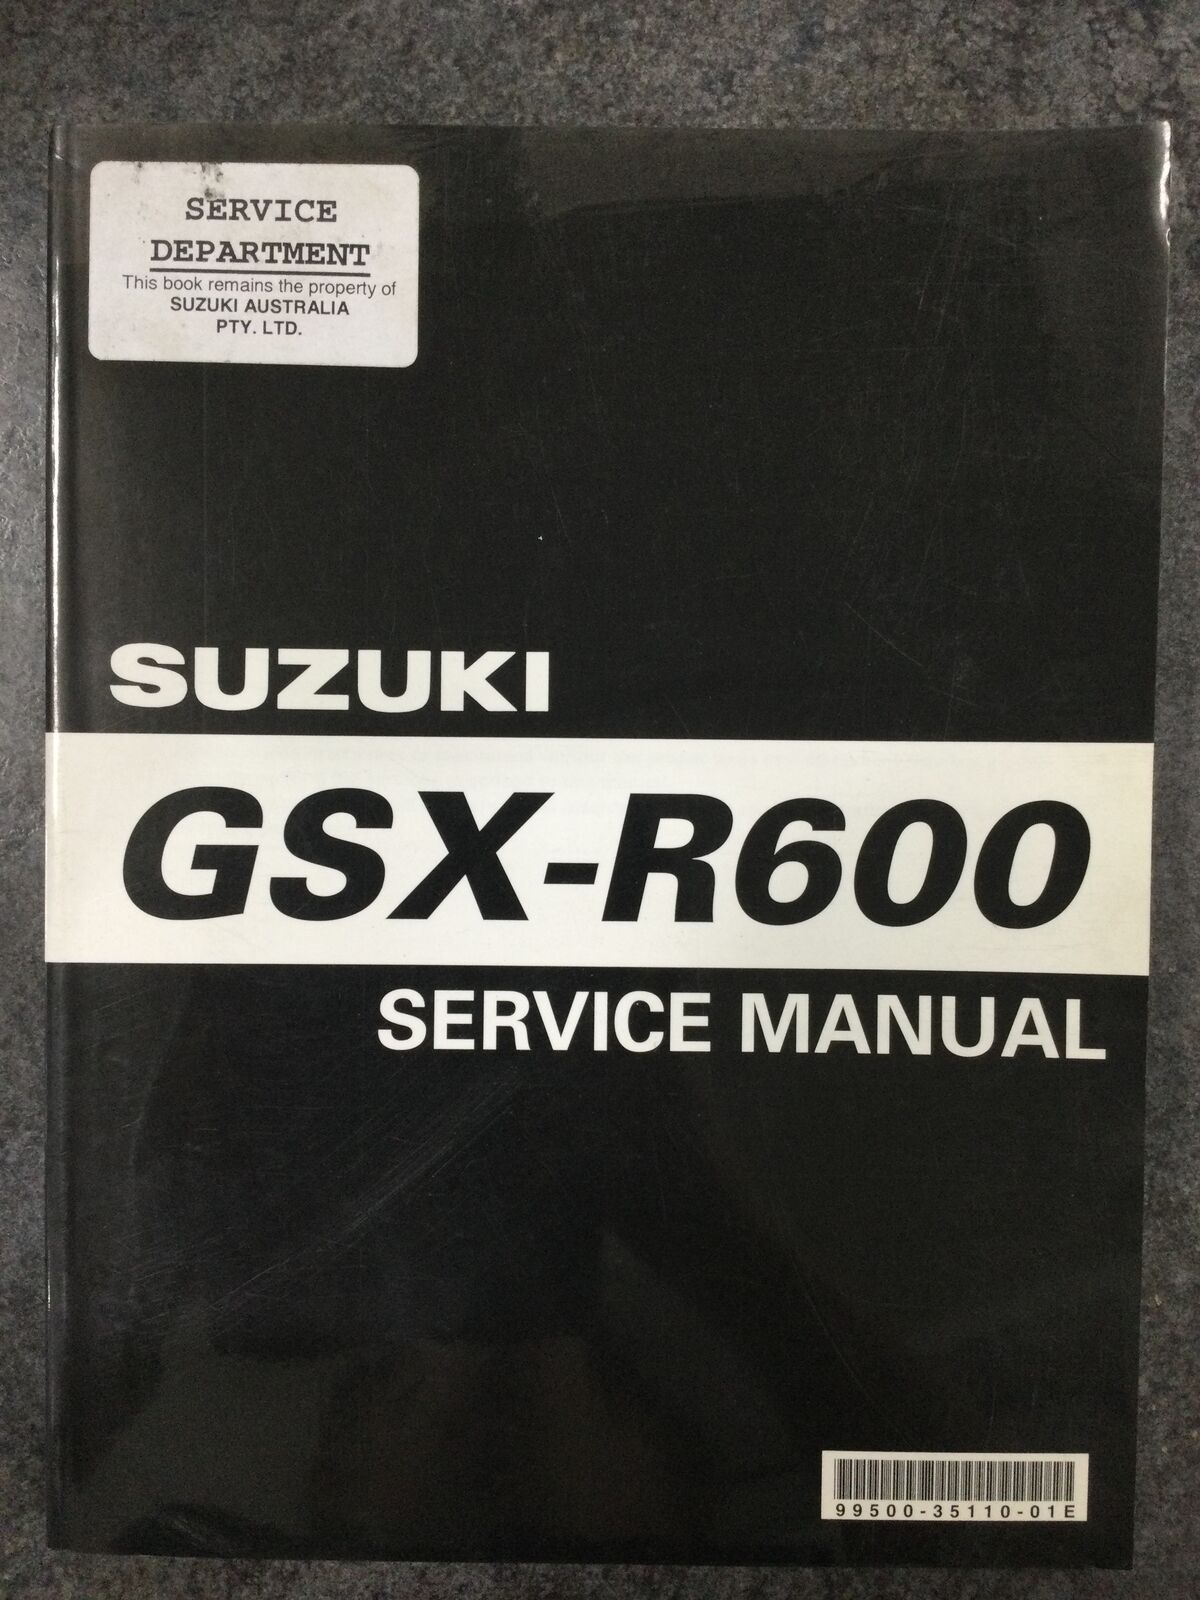 SERVICE
DEPARTMENT
This book remains the property of
SUZUKI AUSTRALIA
PTY. LTD.
SUZUKI
GSX-R600
SERVICE MANUAL
99500-35110-01E